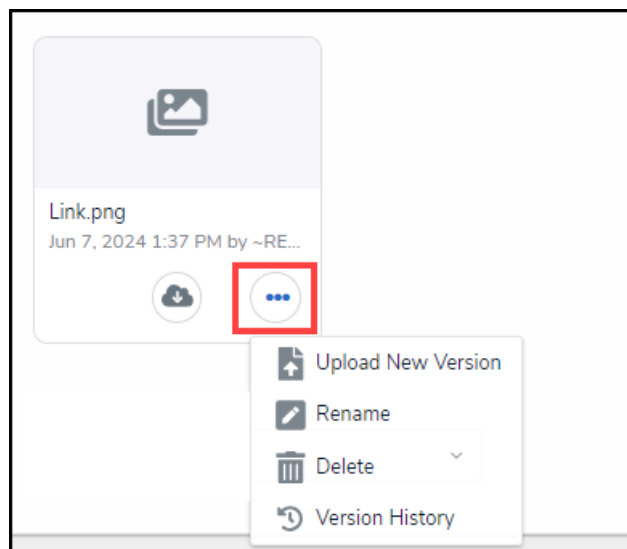 Link.png
Jun 7, 2024 1:37 PM by ~RE...
Upload New Version
Rename
Delete
Version History